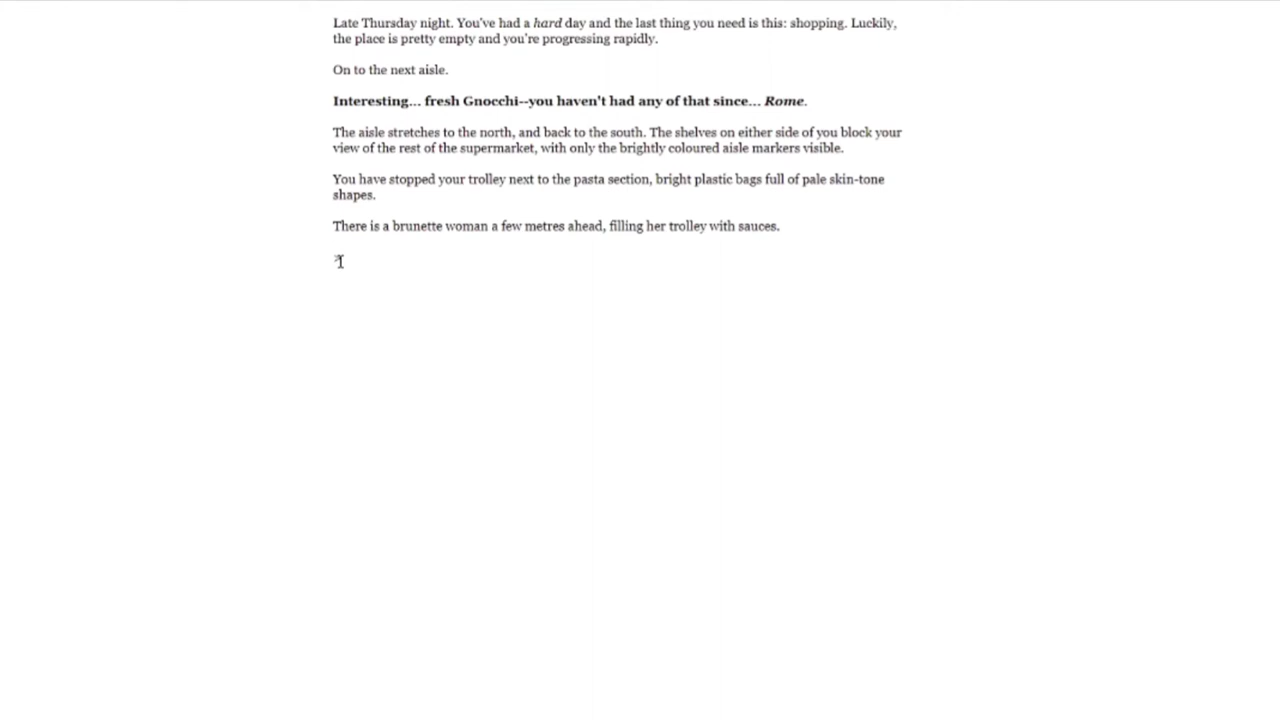 Late Thursday night. You've had a hard day and the last thing you need is this: shopping. Luckily,
the place is pretty empty and you're progressing rapidly.
On to the next aisle.
Interesting... fresh Gnocchi--you haven't had any of that since... Rome.
The aisle stretches to the north, and back to the south. The shelves on either side of you block your
view of the rest of the supermarket, with only the brightly coloured aisle markers visible.
You have stopped your trolley next to the pasta section, bright plastic bags full of pale skin-tone
shapes.
There is a brunette woman a few metres ahead, filling her trolley with sauces.